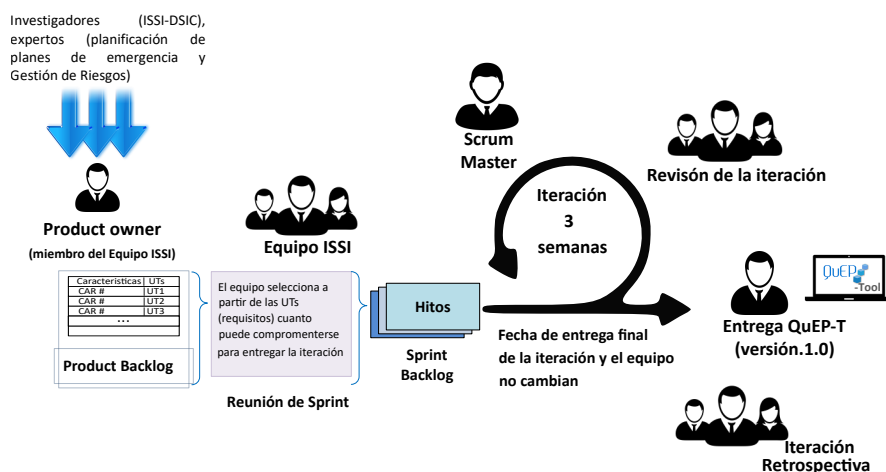 Investigadores (ISSI-DSIC),
expertos (planificación de
planes de emergencia y
Gestión de Riesgos)
Product owner
(miembro del Equipo ISSI)
Características UTs
CAR # UT1
CAR # UT2
CAR # UT3
...
Product Backlog
Equipo ISSI
El equipo selecciona a
partir de las UTs
(requisitos) cuanto
puede compromenterse
para entregar la iteración
Reunión de Sprint
Hitos
Sprint
Backlog
Scrum
Master
Iteración
3
semanas
Fecha de entrega final
de la iteración y el equipo
no cambian
Revisón de la iteración
QuEP
-Tool
Entrega QuEP-T
(versión.1.0)
Iteración
Retrospectiva